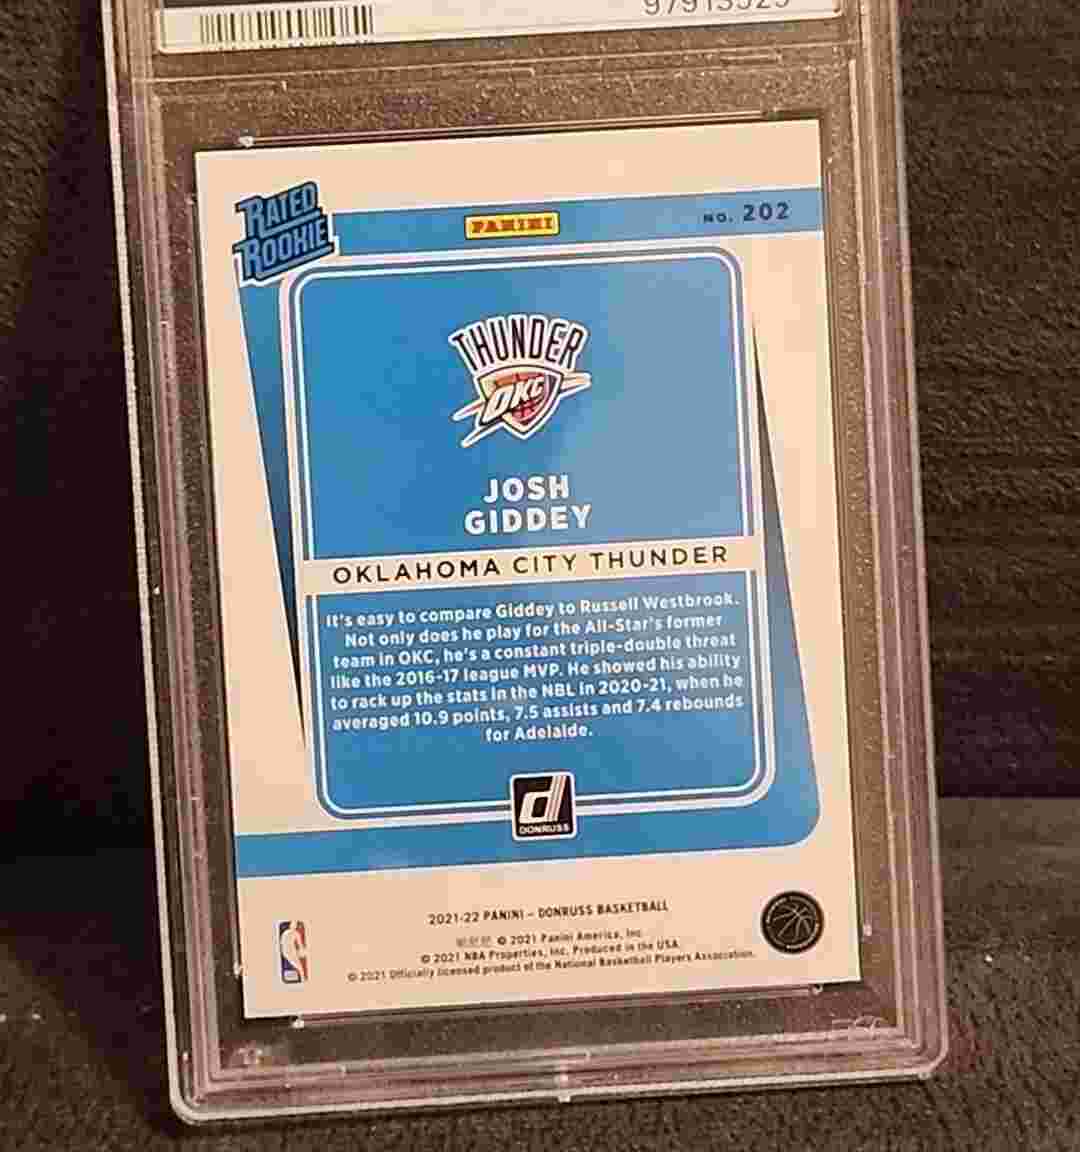 RATED
ROOKIE
PANINI
NO. 202
THUNDER
OKC
JOSH
GIDDEY
OKLAHOMA CITY THUNDER
It's easy to compare Giddey to Russell Westbrook.
Not only does he play for the All-Star's former
team in OKC, he's a constant triple-double threat
like the 2016-17 league MVP. He showed his ability
to rack up the stats in the NBL in 2020-21, when he
averaged 10.9 points, 7.5 assists and 7.4 rebounds
for Adelaide.
d
DONRUSS
2021-22 PANINI – DONRUSS BASKETBALL
© 2021 Panini America, Inc.
© 2021 NBA Properties, Inc. Produced in the USA.
© 2021 Officially licensed product of the National Basketball Players Association.